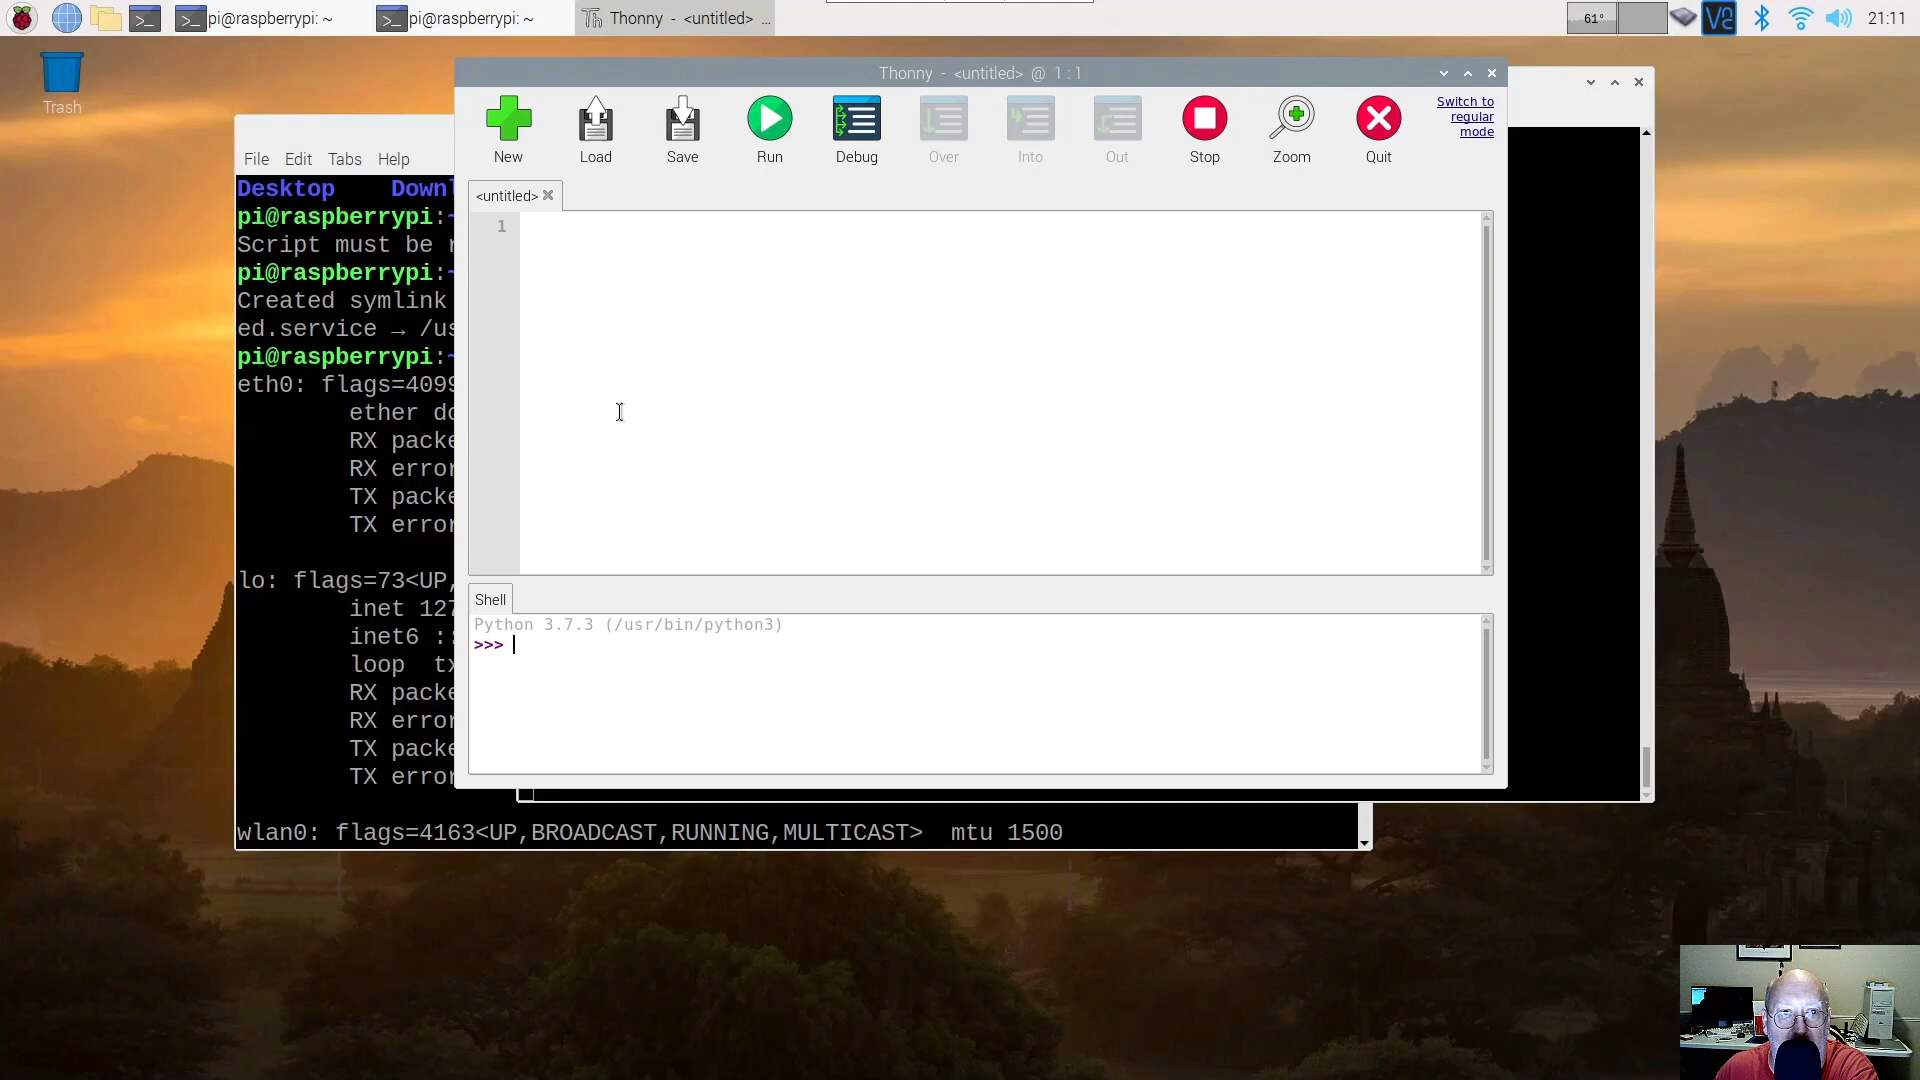 pi@raspberrypi: ~
pi@raspberrypi: ~
Thonny - <untitled> ...
61°
21:11
Trash
Thonny - <untitled> @ 1 : 1
New
Load
Save
Run
Debug
Over
Into
Out
Stop
Zoom
Quit
Switch to
regular
mode
<untitled>
1
Shell
Python 3.7.3 (/usr/bin/python3)
>>>
File Edit Tabs Help
Desktop Downl
pi@raspberrypi:~
Script must be r
pi@raspberrypi:~
Created symlink
ed.service → /us
pi@raspberrypi:~
eth0: flags=4099
ether dc
RX packe
RX error
TX packe
TX error
lo: flags=73<UP,
inet 127
inet6 ::
loop tx
RX packe
RX error
TX packe
TX error
wlan0: flags=4163<UP,BROADCAST,RUNNING,MULTICAST> mtu 1500